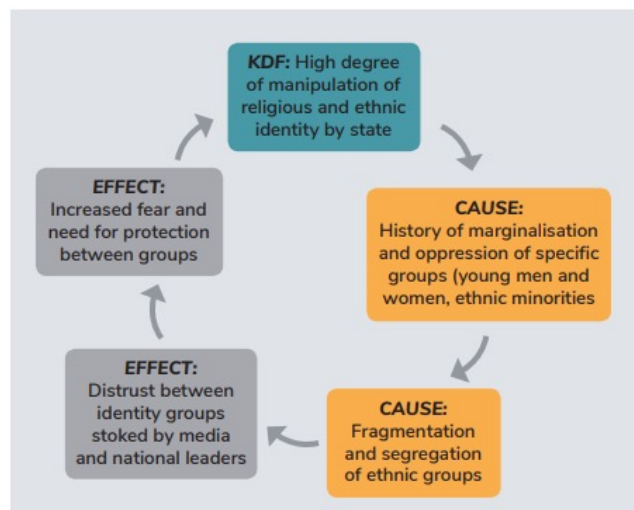 KDF: High degree
of manipulation of
religious and ethnic
identity by state
CAUSE:
History of marginalisation
and oppression of specific
groups (young men and
women, ethnic minorities
CAUSE:
Fragmentation
and segregation
of ethnic groups
EFFECT:
Distrust between
identity groups
stoked by media
and national leaders
EFFECT:
Increased fear and
need for protection
between groups